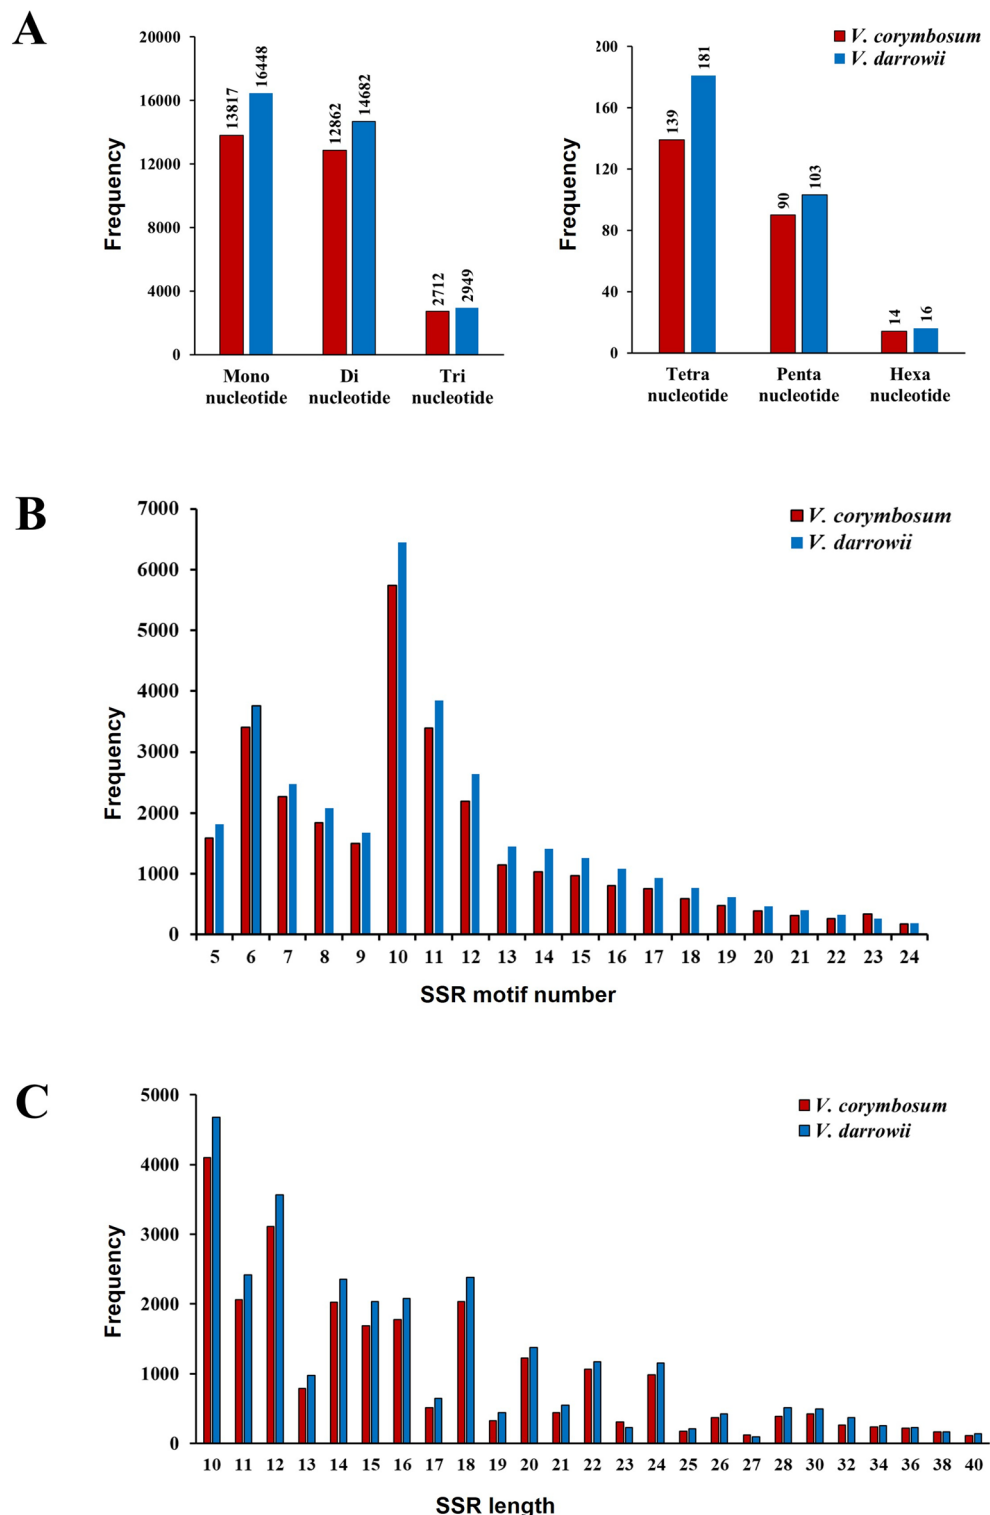 A
V. corymbosum
V. darrowii
20000
16000
12000
8000
4000
0
Frequency
13817
16448
12862
14682
2712
2949
Mono
nucleotide
Di
nucleotide
Tri
nucleotide
200
160
120
80
40
0
Frequency
139
181
90
103
14
16
Tetra
nucleotide
Penta
nucleotide
Hexa
nucleotide
B
V. corymbosum
V. darrowii
7000
6000
5000
4000
3000
2000
1000
0
Frequency
5 6 7 8 9 10 11 12 13 14 15 16 17 18 19 20 21 22 23 24
SSR motif number
C
V. corymbosum
V. darrowii
5000
4000
3000
2000
1000
0
Frequency
10 11 12 13 14 15 16 17 18 19 20 21 22 23 24 25 26 27 28 30 32 34 36 38 40
SSR length